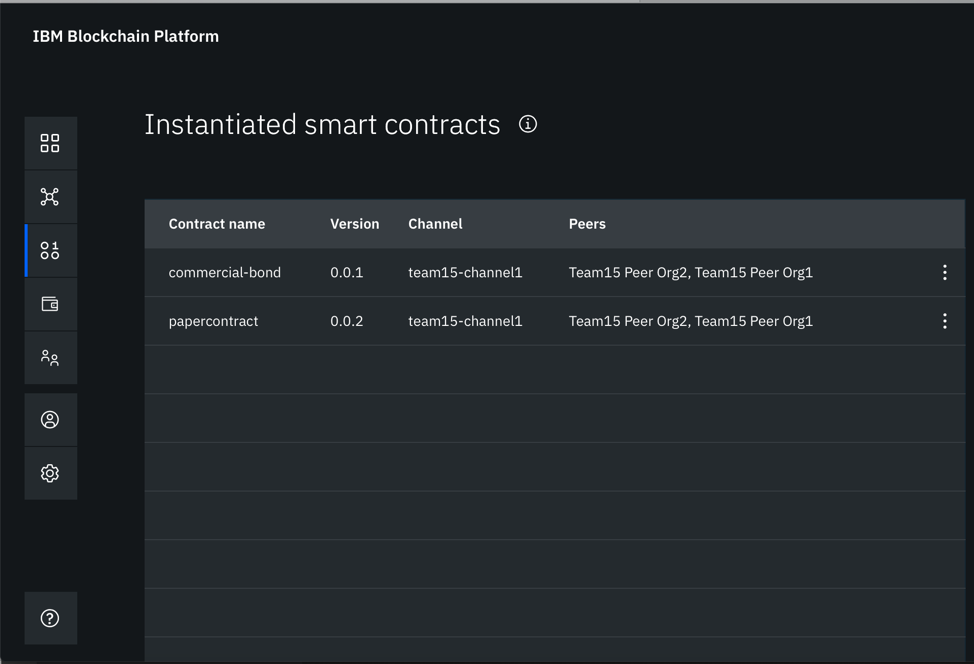 IBM Blockchain Platform
Instantiated smart contracts
Contract name Version Channel Peers
commercial-bond 0.0.1 team15-channel1 Team15 Peer Org2, Team15 Peer Org1
papercontract 0.0.2 team15-channel1 Team15 Peer Org2, Team15 Peer Org1